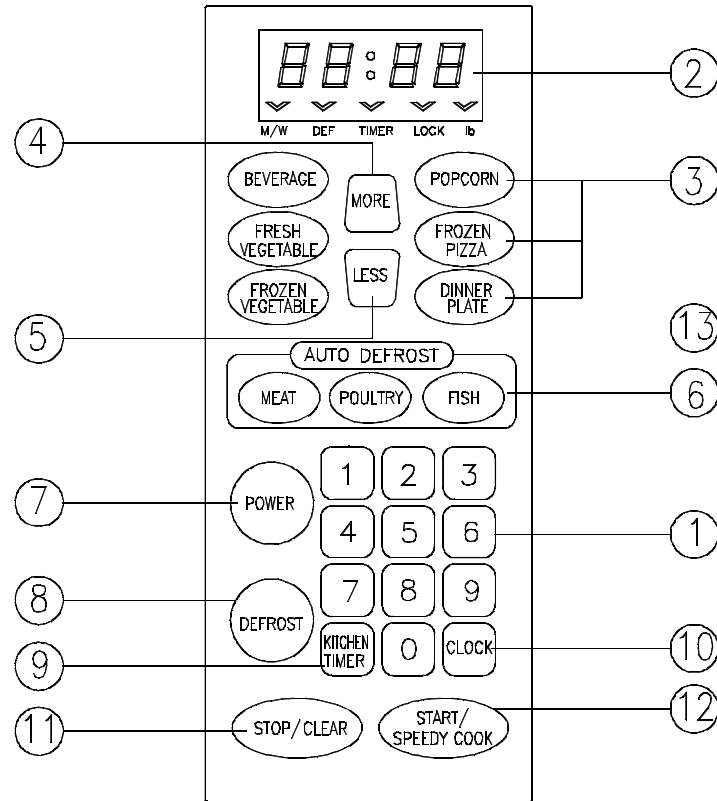 88:88
2
M/W DEF TIMER LOCK lb
4
BEVERAGE
MORE
POPCORN
3
FRESH
VEGETABLE
FROZEN
PIZZA
LESS
FROZEN
VEGETABLE
DINNER
PLATE
5
13
AUTO DEFROST
MEAT POULTRY FISH
6
1 2 3
7
POWER
4 5 6
1
7 8 9
8
DEFROST
KITCHEN
TIMER
0
CLOCK
9
10
11
STOP/CLEAR
START/
SPEEDY COOK
12